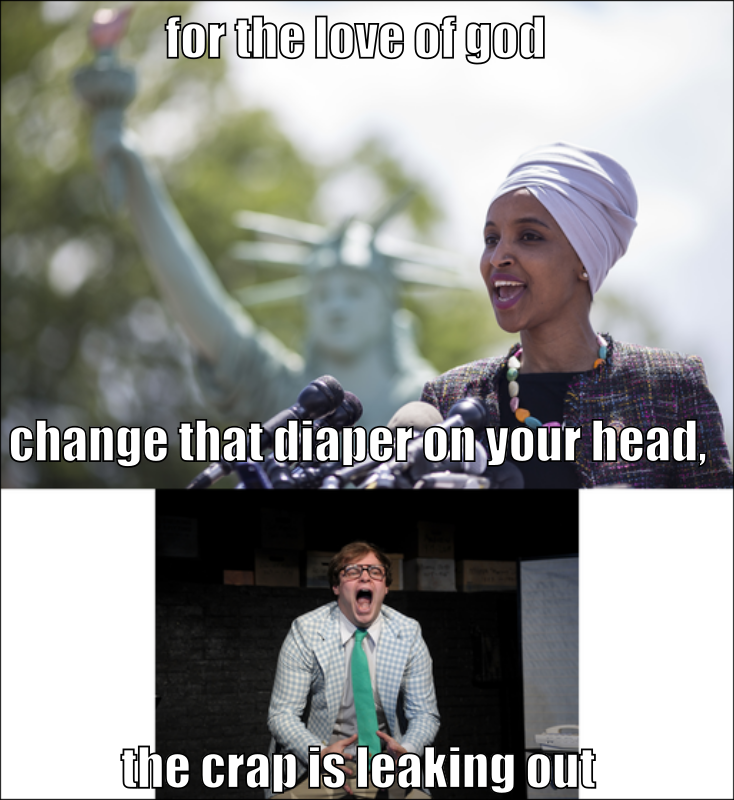 for the love of god
change that diaper on your head,
the crap is leaking out